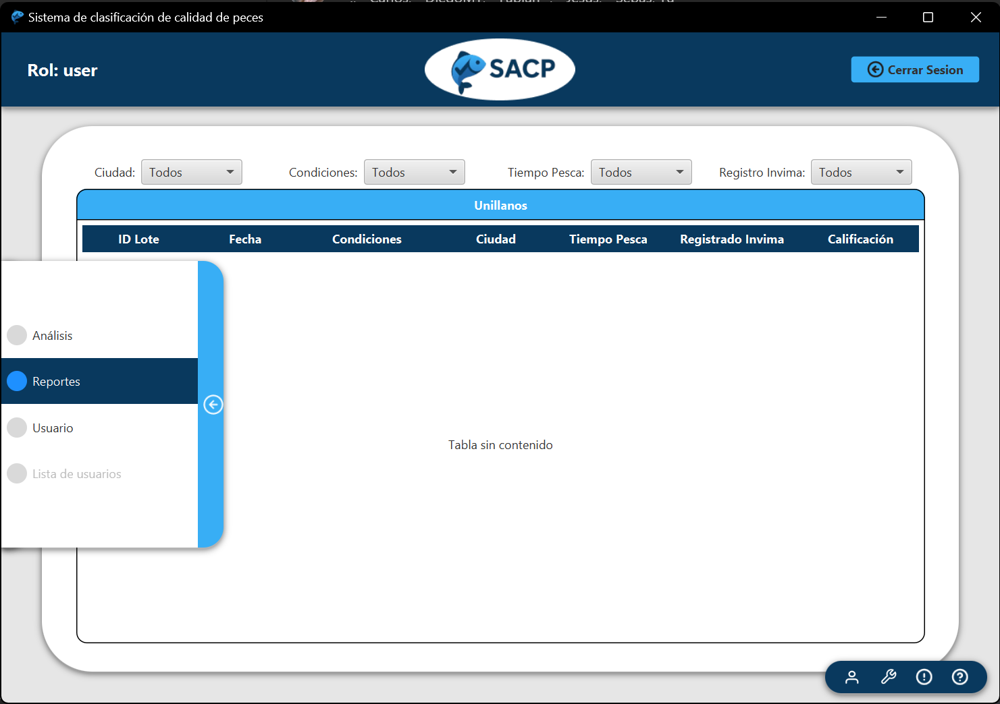 Sistema de clasificación de calidad de peces
Rol: user
SACP
Cerrar Sesion
Ciudad: Todos Condiciones: Todos Tiempo Pesca: Todos Registro Invima: Todos
Unillanos
ID Lote Fecha Condiciones Ciudad Tiempo Pesca Registrado Invima Calificación
Análisis
Reportes
Usuario
Tabla sin contenido
Lista de usuarios